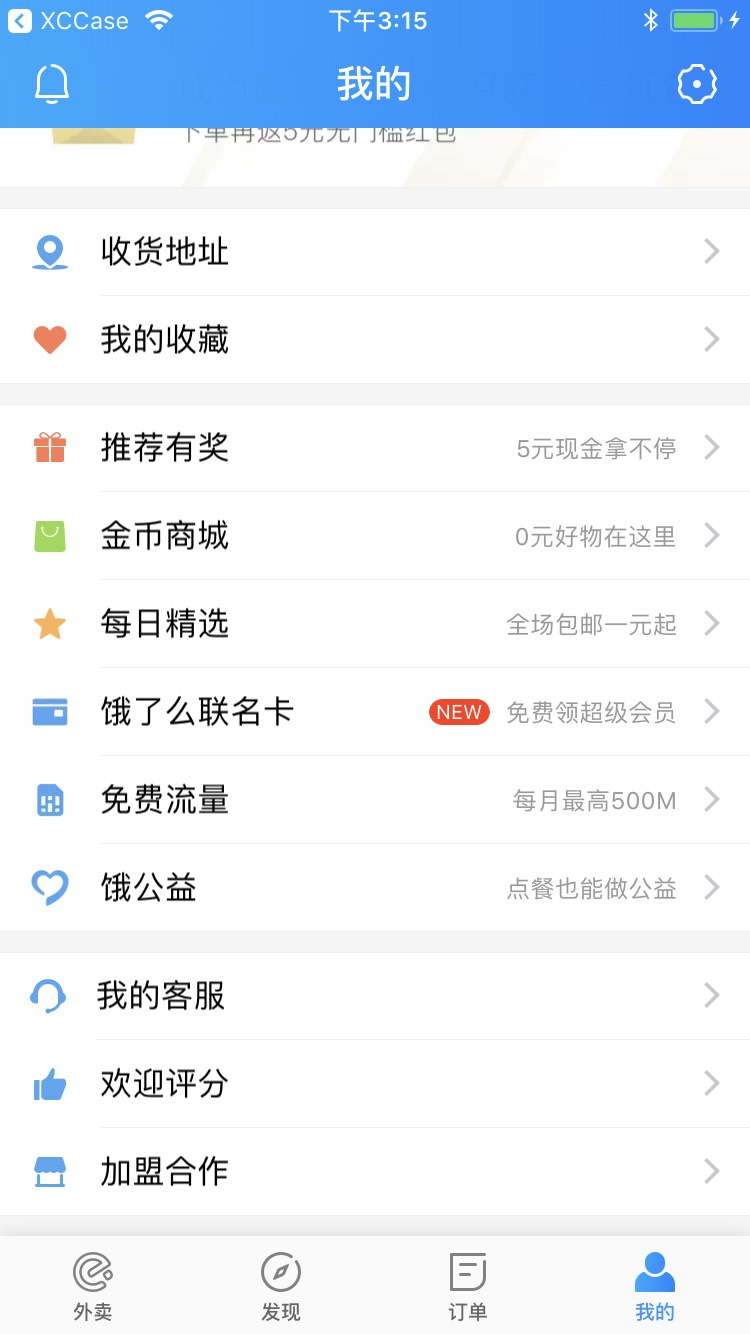 XCCase
下午3:15
我的
下单再返5元无门槛红包
收货地址
我的收藏
推荐有奖 5元现金拿不停
金币商城 0元好物在这里
每日精选 全场包邮一元起
饿了么联名卡 NEW 免费领超级会员
免费流量 每月最高500M
饿公益 点餐也能做公益
我的客服
欢迎评分
加盟合作
外卖 发现 订单 我的